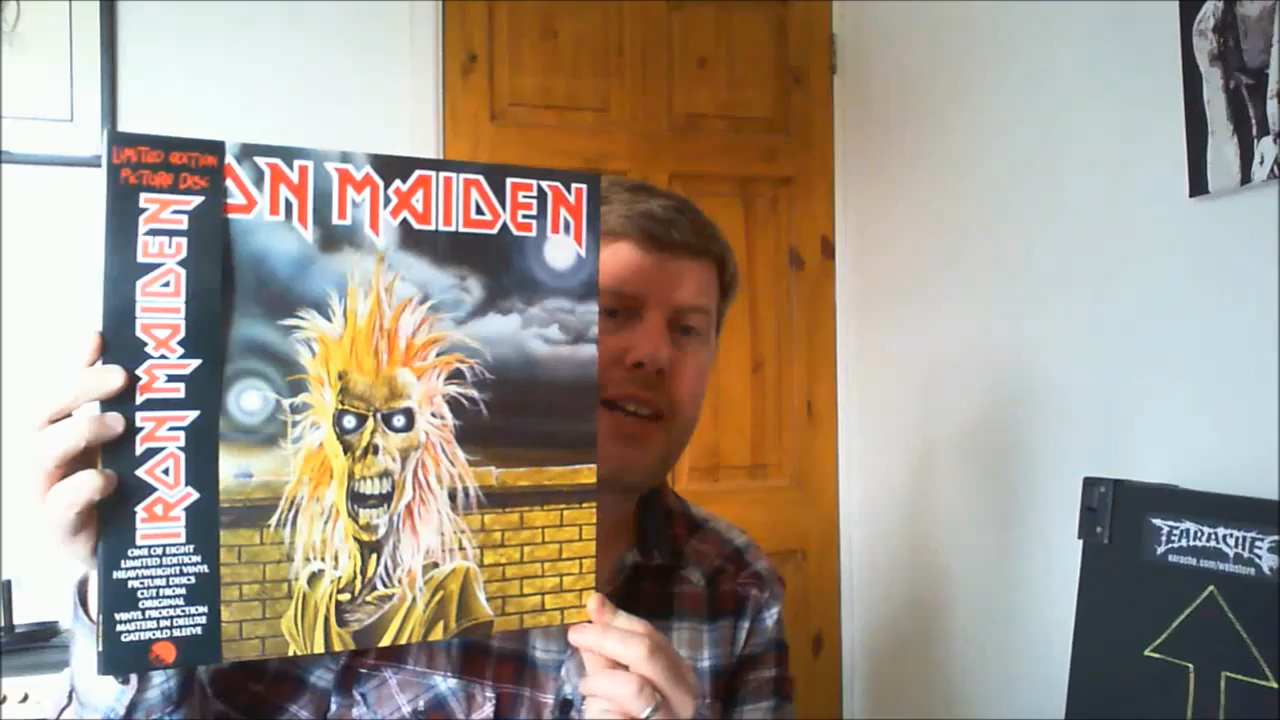 LIMITED EDITION
PICTURE DISC
IRON MAIDEN
ONE OF EIGHT
LIMITED EDITION
HEAVYWEIGHT VINYL
PICTURE DISCS
CUT FROM
ORIGINAL
VINYL PRODUCTION
MASTERS IN DELUXE
GATEFOLD SLEEVE
ON MAIDEN
EARACHE
earache.com/webstore